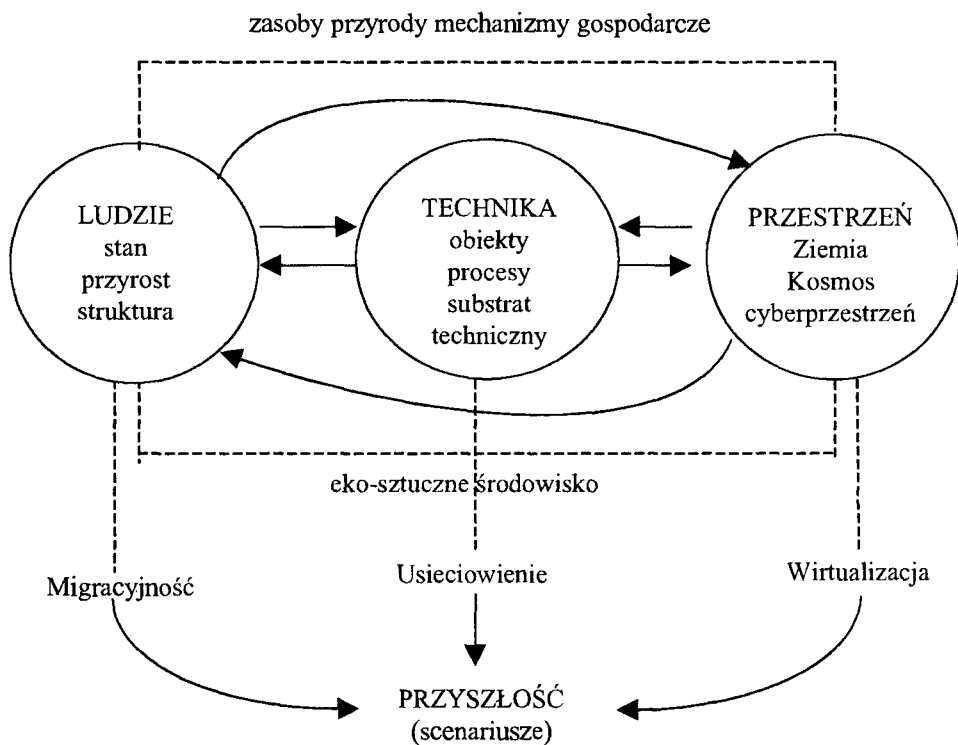 zasoby przyrody mechanizmy gospodarcze
LUDZIE
stan
przyrost
struktura
TECHNIKA
obiekty
procesy
substrat
techniczny
PRZESTRZEŃ
Ziemia
Kosmos
cyberprzestrzeń
eko-sztuczne środowisko
Migracyjność
Usieciowienie
Wirtualizacja
PRZYSZŁOŚĆ
(scenariusze)